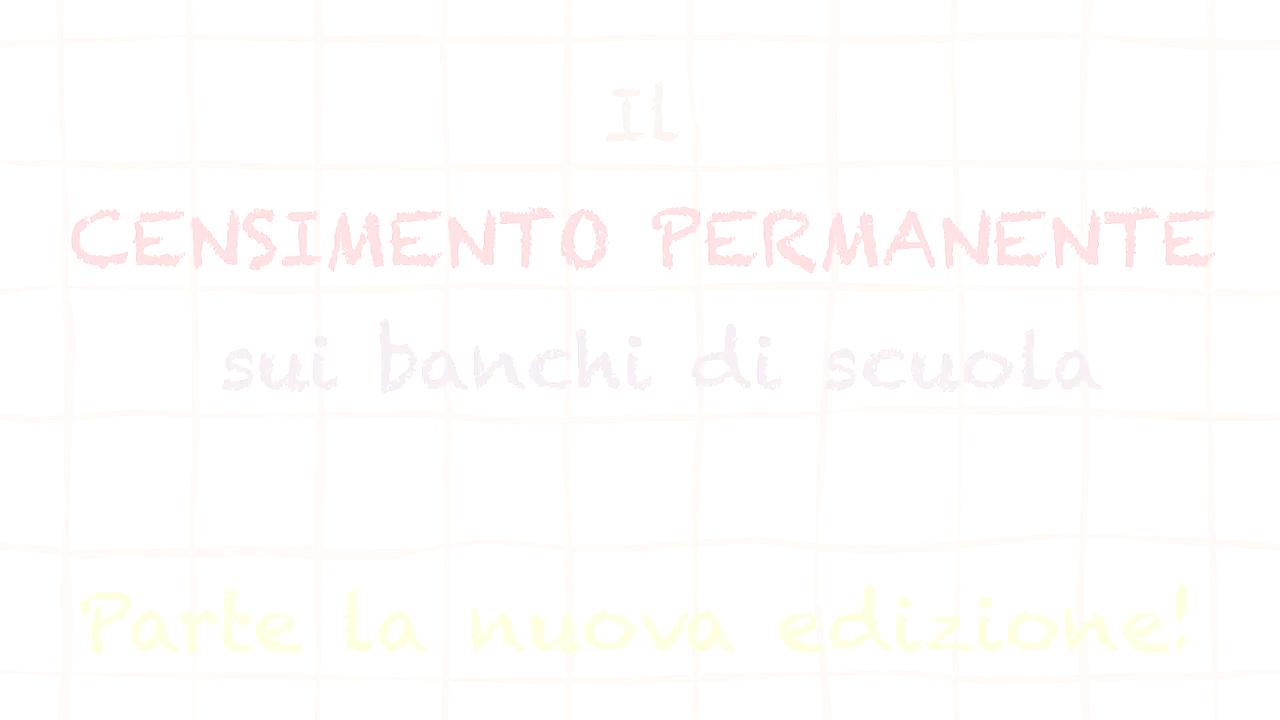 Il
CENSIMENTO PERMANENTE
sui banchi di scuola
Parte la nuova edizione!